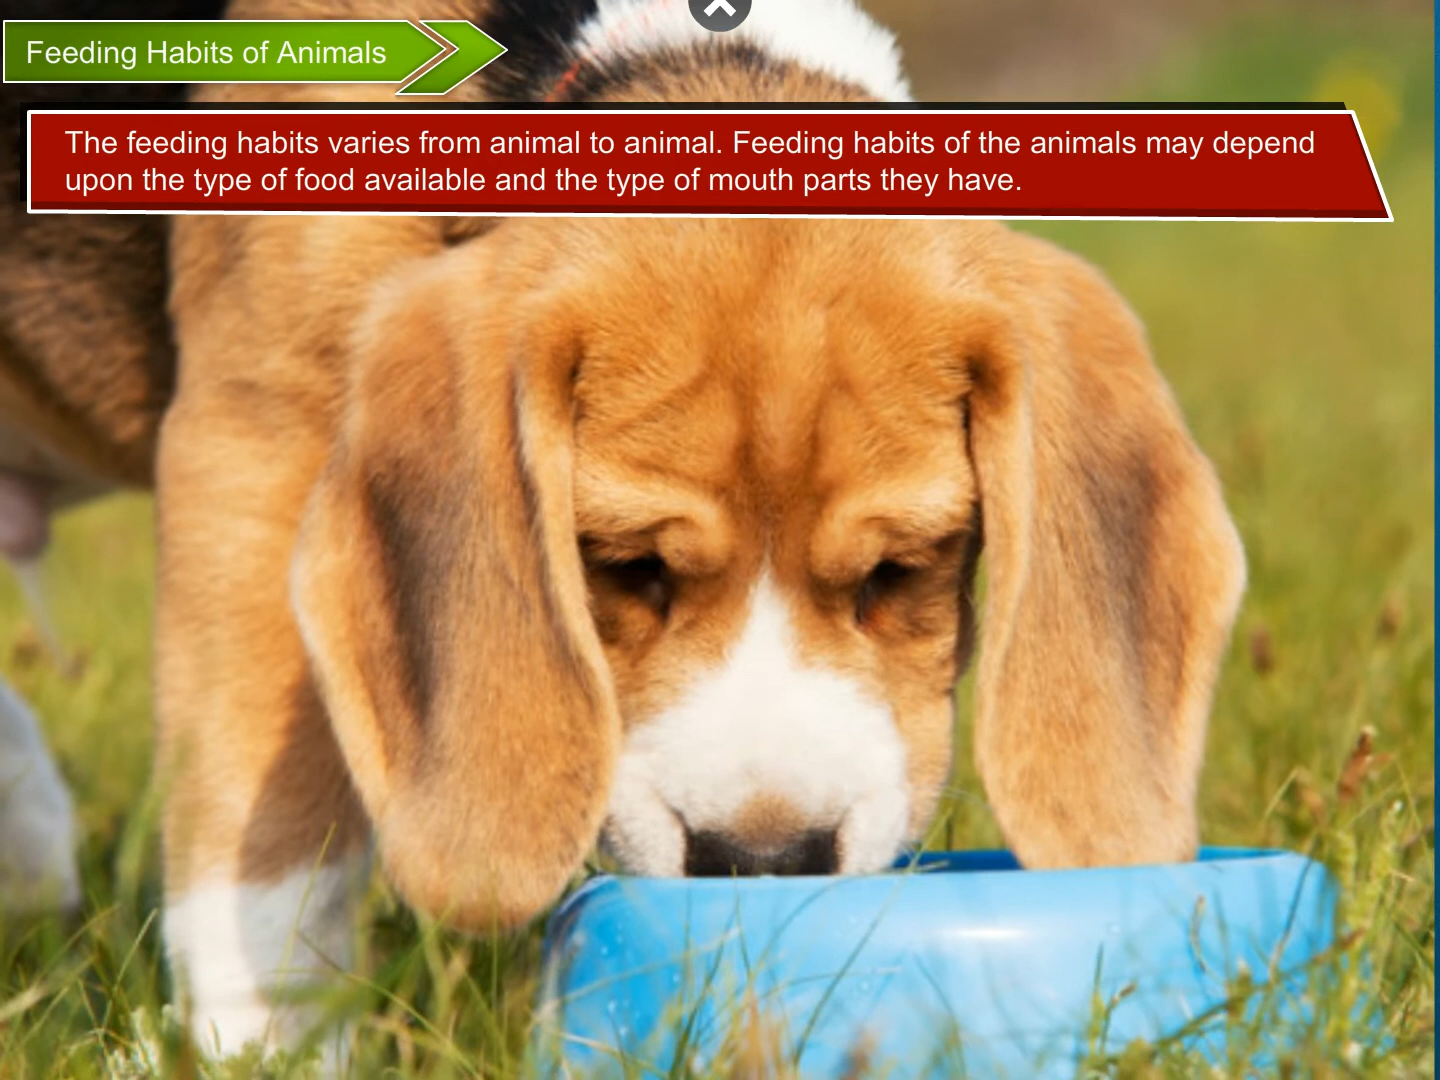 Feeding Habits of Animals
The feeding habits varies from animal to animal. Feeding habits of the animals may depend
upon the type of food available and the type of mouth parts they have.